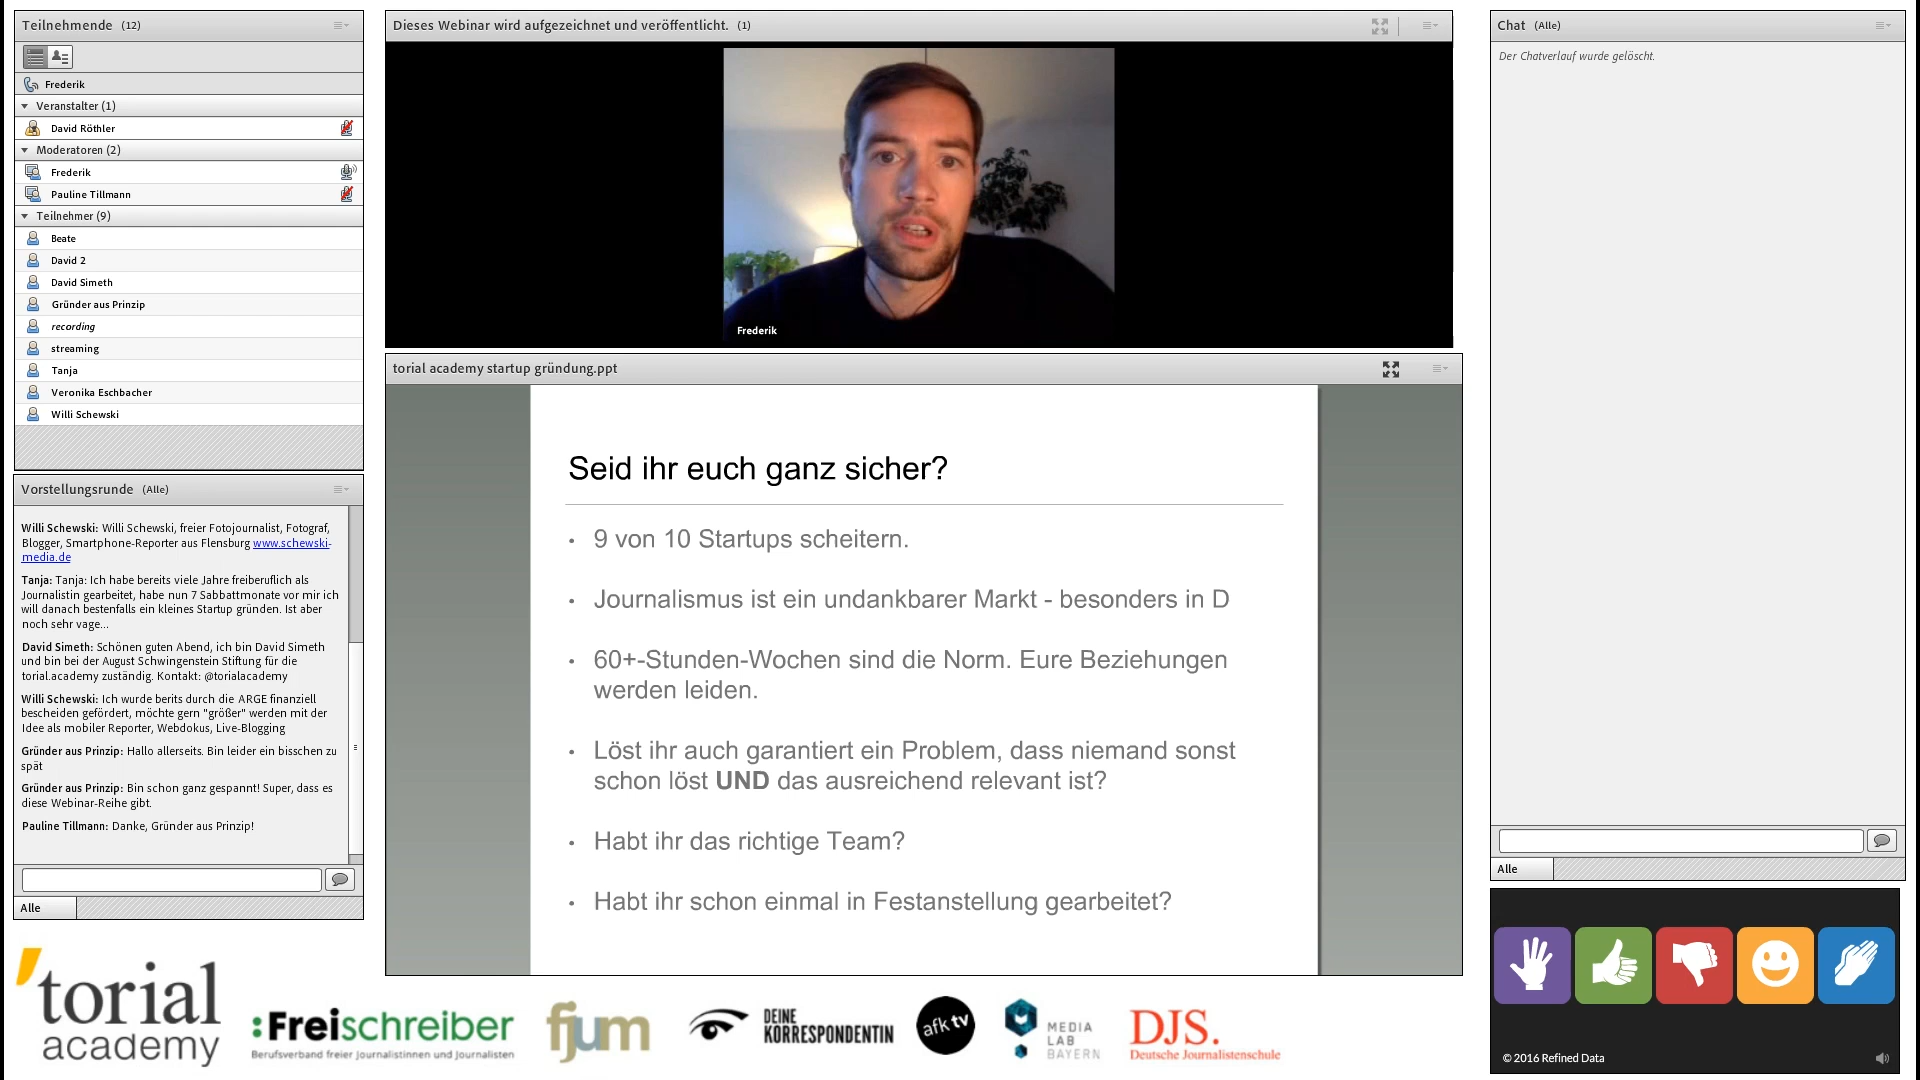 Teilnehmende (12)
Frederik
Veranstalter (1)
David Röthler
Moderatoren (2)
Frederik
Pauline Tillmann
Teilnehmer (9)
Beate
David 2
David Simeth
Gründer aus Prinzip
recording
streaming
Tanja
Veronika Eschbacher
Willi Schewski
Vorstellungsrunde (Alle)
Willi Schewski: Willi Schewski, freier Fotojournalist, Fotograf,
Blogger, Smartphone-Reporter aus Flensburg www.schewski-
media.de
Tanja: Tanja: Ich habe bereits viele Jahre freiberuflich als
Journalistin gearbeitet, habe nun 7 Sabbattmonate vor mir ich
will danach bestenfalls ein kleines Startup gründen. Ist aber
noch sehr vage...
David Simeth: Schönen guten Abend, ich bin David Simeth
und bin bei der August Schwingenstein Stiftung für die
torial.academy zuständig. Kontakt: @torialacademy
Willi Schewski: Ich wurde berits durch die ARGE finanziell
bescheiden gefördert, möchte gern "größer" werden mit der
Idee als mobiler Reporter, Webdokus, Live-Blogging
Gründer aus Prinzip: Hallo allerseits. Bin leider ein bisschen zu
spät
Gründer aus Prinzip: Bin schon ganz gespannt! Super, dass es
diese Webinar-Reihe gibt.
Pauline Tillmann: Danke, Gründer aus Prinzip!
Alle
Dieses Webinar wird aufgezeichnet und veröffentlicht. (1)
Frederik
torial academy startup gründung.ppt
Seid ihr euch ganz sicher?
• 9 von 10 Startups scheitern.
• Journalismus ist ein undankbarer Markt - besonders in D
• 60+-Stunden-Wochen sind die Norm. Eure Beziehungen
werden leiden.
• Löst ihr auch garantiert ein Problem, dass niemand sonst
schon löst UND das ausreichend relevant ist?
• Habt ihr das richtige Team?
• Habt ihr schon einmal in Festanstellung gearbeitet?
Chat (Alle)
Der Chatverlauf wurde gelöscht.
Alle
© 2016 Refined Data
'torial
academy
:Freischreiber
Berufsverband freier Journalistinnen und Journalisten
fjum
DEINE
KORRESPONDENTIN
afk tv
MEDIA
LAB
BAYERN
DJS.
Deutsche Journalistenschule